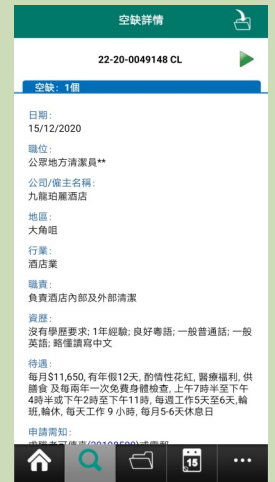 空缺詳情
22-20-0049148 CL
空缺: 1個
日期:
15/12/2020
職位:
公眾地方清潔員**
公司/僱主名稱:
九龍珀麗酒店
地區:
大角咀
行業:
酒店業
職責:
負責酒店內部及外部清潔
資歷:
沒有學歷要求; 1年經驗; 良好粵語; 一般普通話; 一般
英語; 略懂讀寫中文
待遇:
每月$11,650, 有年假12天, 酌情性花紅, 醫療福利, 供
膳食 及每兩年一次免費身體檢查, 上午7時半至下午
4時半或下午2時至下午11時, 每週工作5天至6天,輪
班,輪休, 每天工作 9 小時, 每月5-6天休息日
申請需知:
15